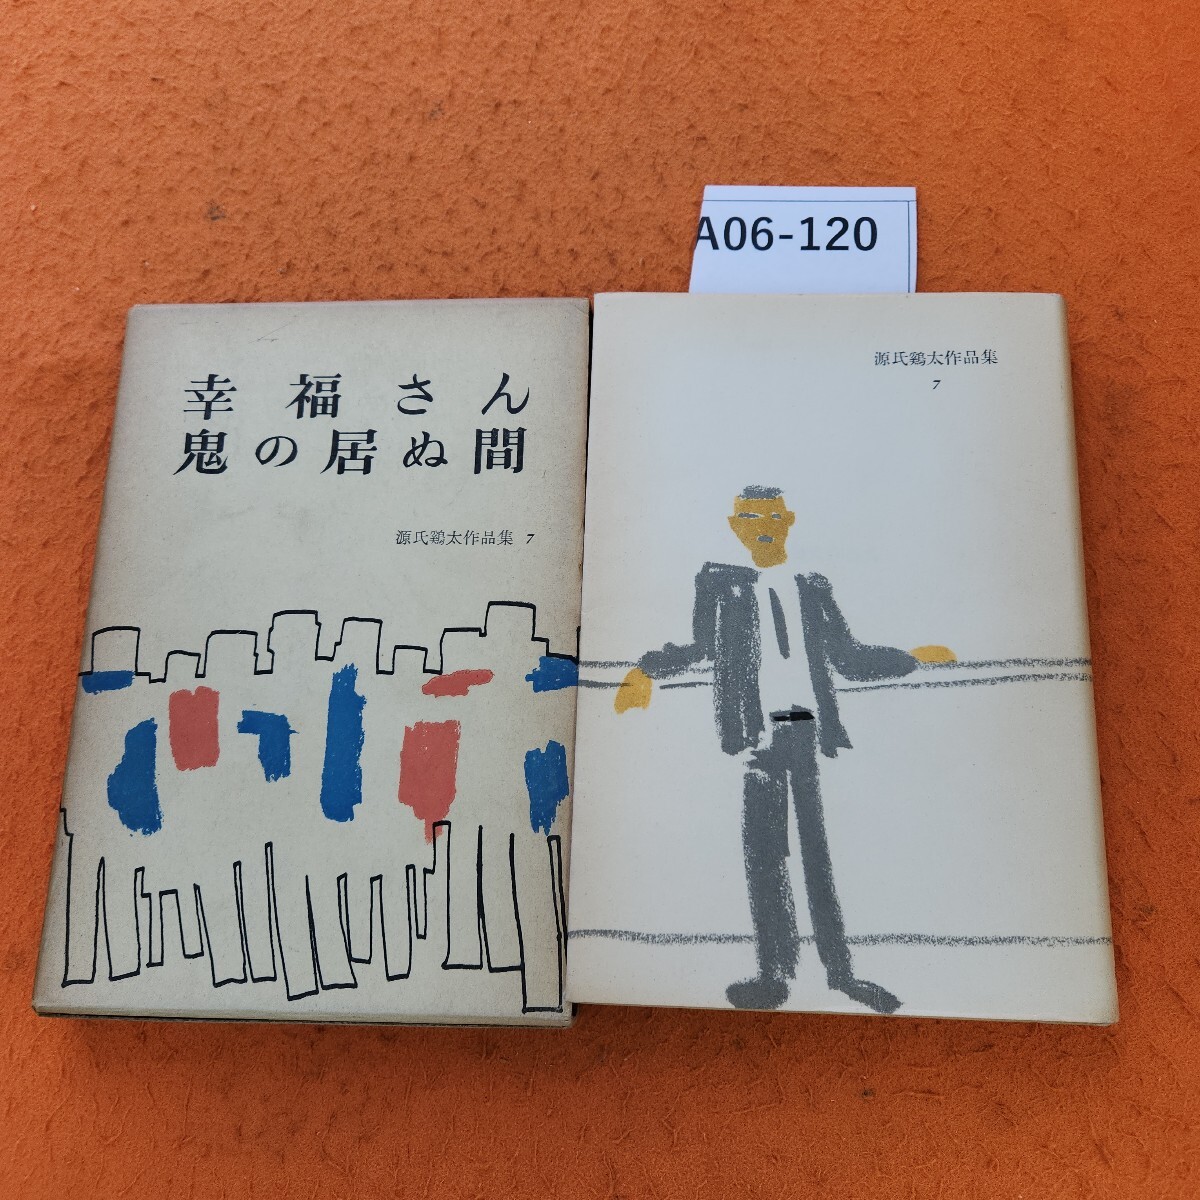 A06-120
幸福さん
鬼の居ぬ間
源氏鶏太作品集 7
源氏鶏太作品集
7